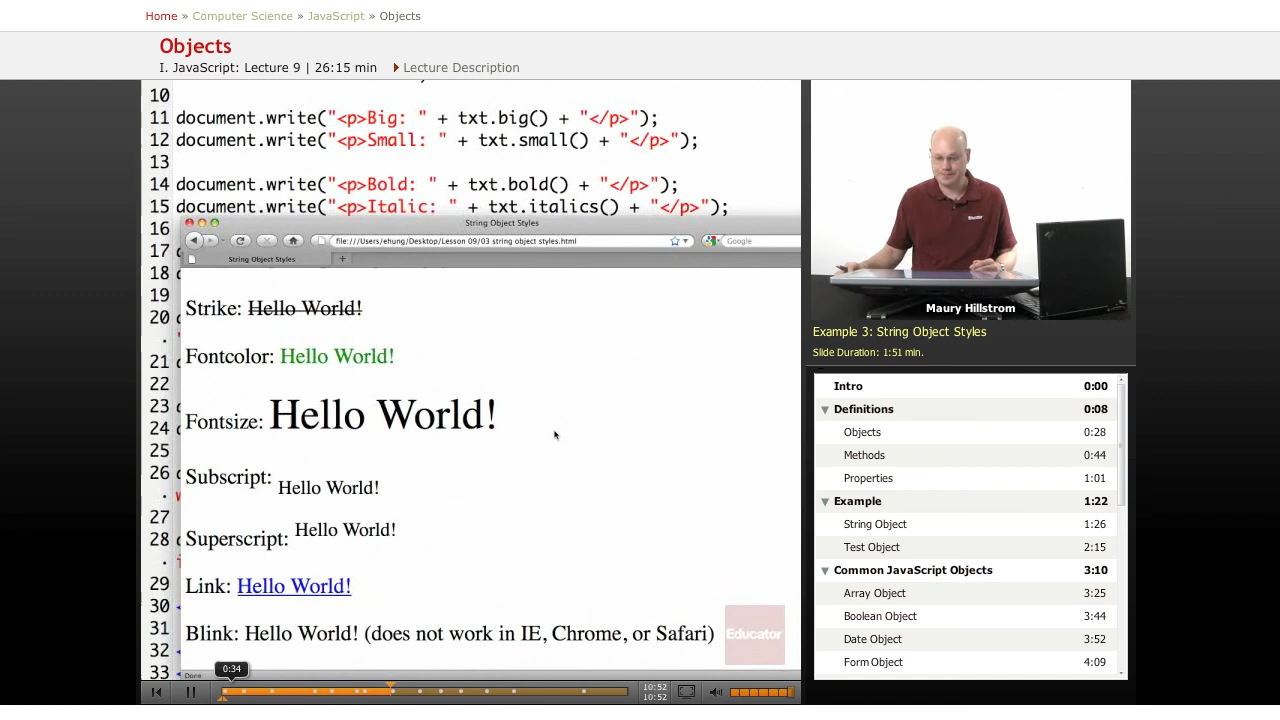 Home » Computer Science » JavaScript » Objects
Objects
I. JavaScript: Lecture 9 | 26:15 min
Lecture Description
10
11 document.write("<p>Big: " + txt.big() + "</p>");
12 document.write("<p>Small: " + txt.small() + "</p>");
13
14 document.write("<p>Bold: " + txt.bold() + "</p>");
15 document.write("<p>Italic: " + txt.italics() + "</p>");
16
17
18
19
20
21
22
23
24
25
26
27
28
29
30
31
32
33
String Object Styles
file:///Users/ehung/Desktop/Lesson 09/03 string object styles.html
Google
String Object Styles
Strike: Hello World!
Fontcolor: Hello World!
Fontsize: Hello World!
Subscript: Hello World!
Superscript: Hello World!
Link: Hello World!
Blink: Hello World! (does not work in IE, Chrome, or Safari)
Educator
Done
0:34
10:52
10:52
Maury Hillstrom
Example 3: String Object Styles
Slide Duration: 1:51 min.
Intro 0:00
Definitions 0:08
Objects 0:28
Methods 0:44
Properties 1:01
Example 1:22
String Object 1:26
Test Object 2:15
Common JavaScript Objects 3:10
Array Object 3:25
Boolean Object 3:44
Date Object 3:52
Form Object 4:09